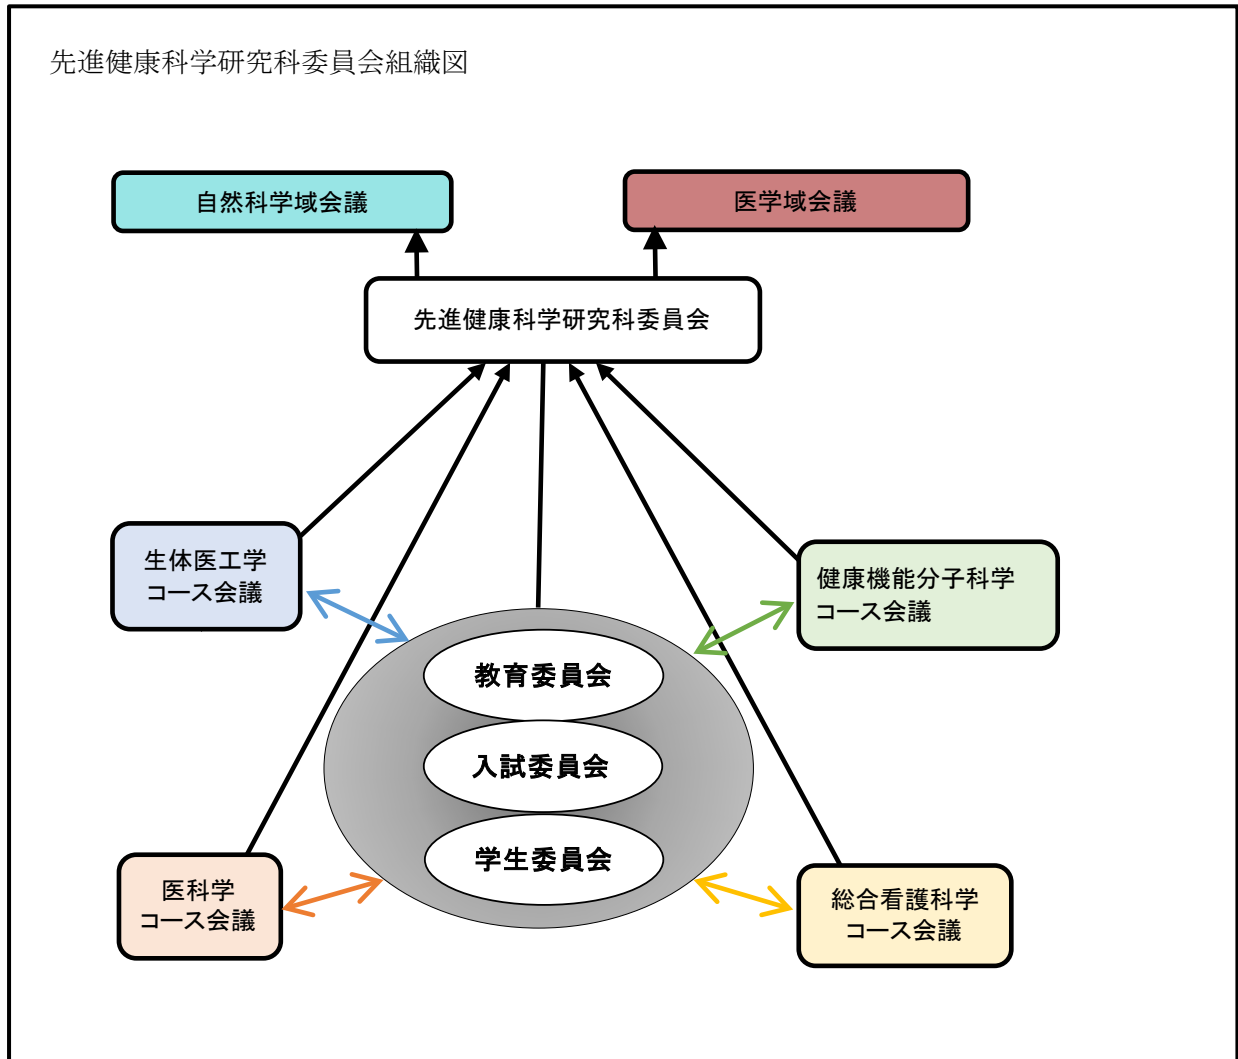 先進健康科学研究科委員会組織図
自然科学域会議
医学域会議
先進健康科学研究科委員会
生体医工学
コース会議
健康機能分子科学
コース会議
教育委員会
入試委員会
学生委員会
医科学
コース会議
総合看護科学
コース会議